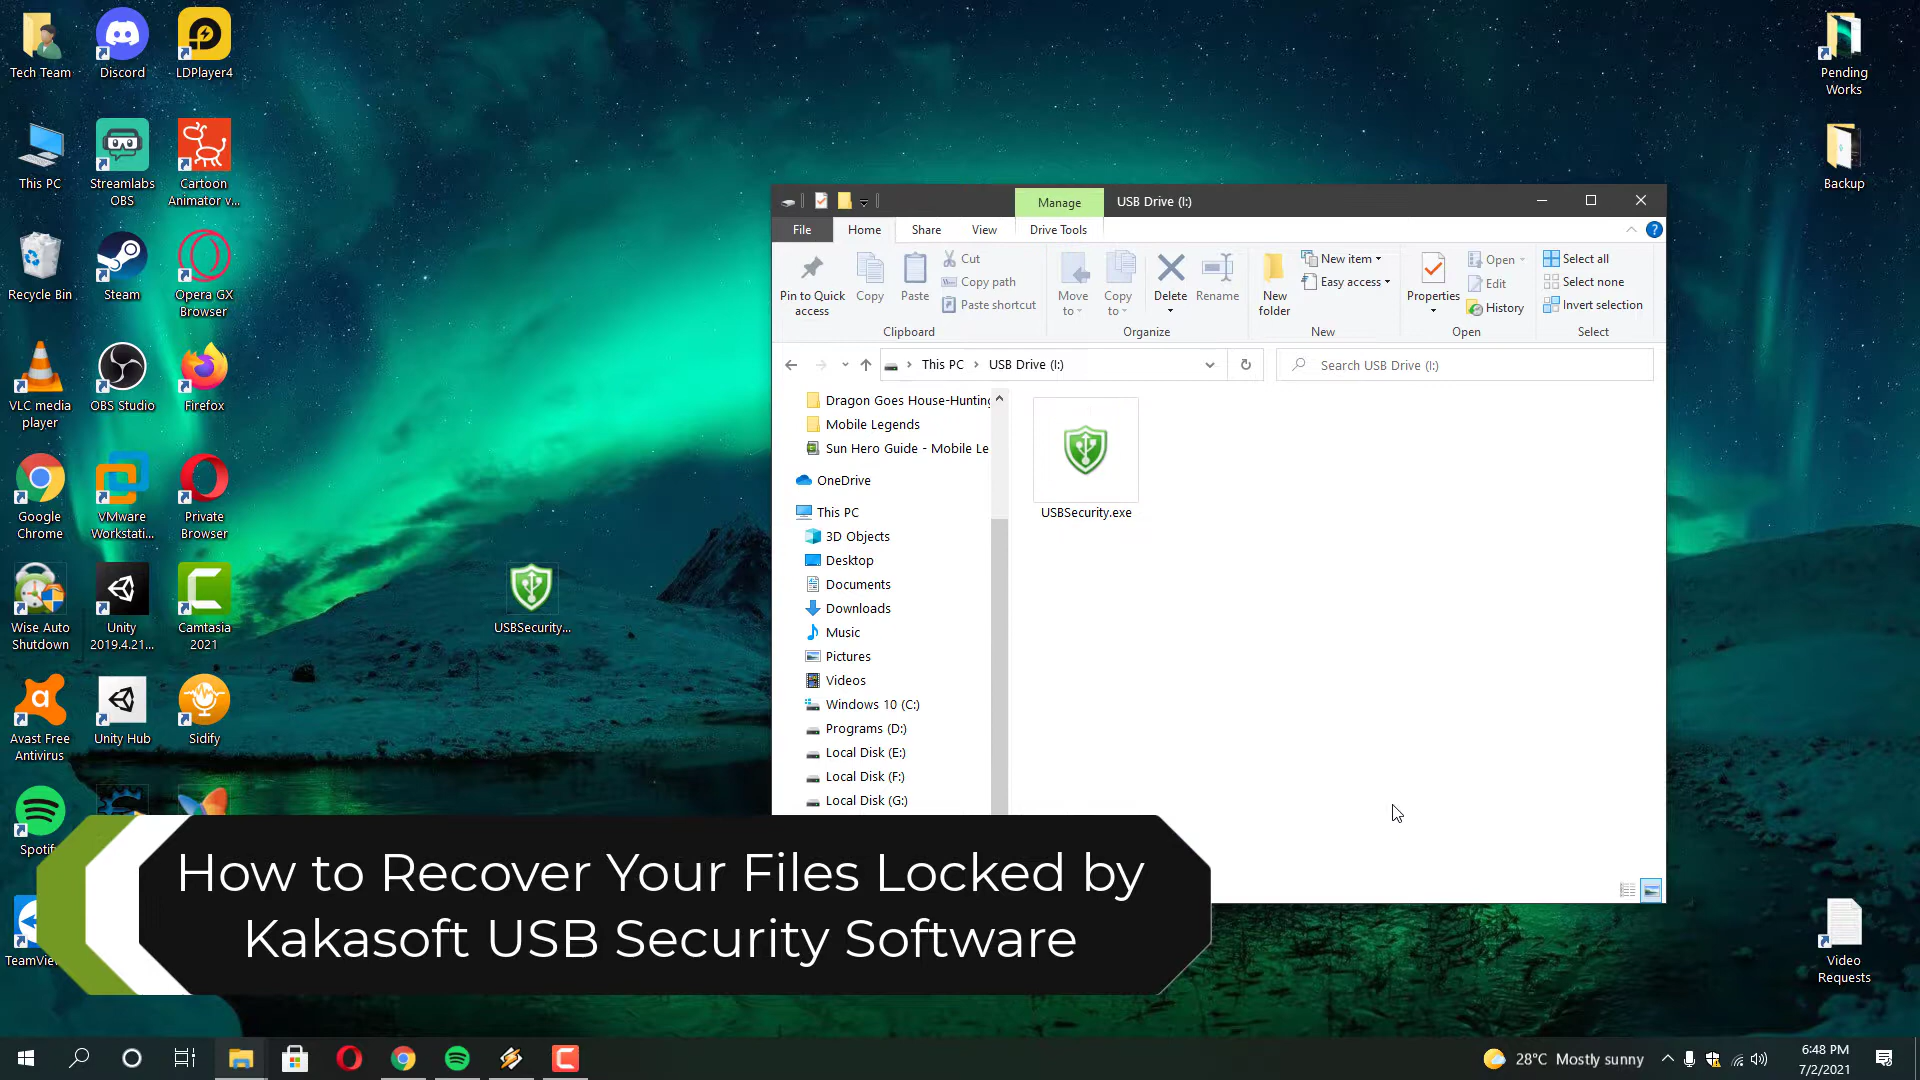 Tech Team
Discord
LDPlayer4
This PC
Streamlabs
OBS
Cartoon
Animator v...
Recycle Bin
Steam
Opera GX
Browser
VLC media
player
OBS Studio
Firefox
Google
Chrome
VMware
Workstati...
Private
Browser
Wise Auto
Shutdown
Unity
2019.4.21...
Camtasia
2021
Avast Free
Antivirus
Unity Hub
Sidify
Spotif
TeamVie
USBSecurity...
Pending
Works
Backup
Video
Requests
Manage
USB Drive (I:)
File
Home
Share
View
Drive Tools
Pin to Quick
access
Copy
Paste
Cut
Copy path
Paste shortcut
Clipboard
Move
to
Copy
to
Delete
Rename
Organize
New
folder
New item
Easy access
New
Properties
Open
Edit
History
Open
Select all
Select none
Invert selection
Select
This PC
USB Drive (I:)
Search USB Drive (I:)
Dragon Goes House-Hunting
Mobile Legends
Sun Hero Guide - Mobile Le
OneDrive
This PC
3D Objects
Desktop
Documents
Downloads
Music
Pictures
Videos
Windows 10 (C:)
Programs (D:)
Local Disk (E:)
Local Disk (F:)
Local Disk (G:)
USBSecurity.exe
How to Recover Your Files Locked by
Kakasoft USB Security Software
28°C Mostly sunny
6:48 PM
7/2/2021